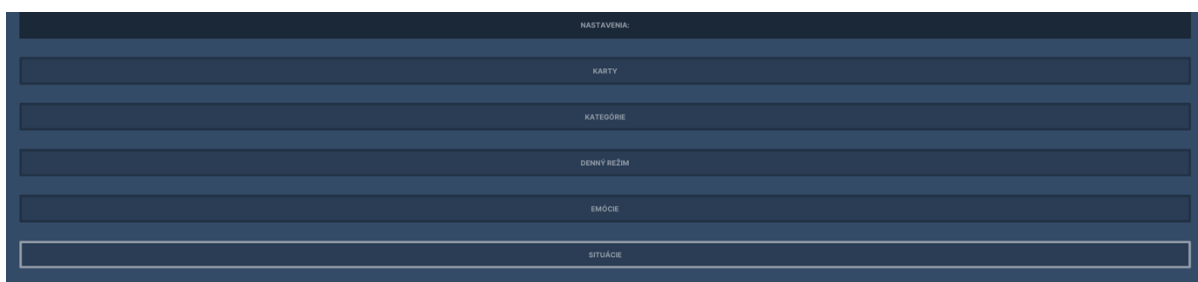 NASTAVENIA:
KARTY
KATEGÓRIE
DENNÝ REŽIM
EMÓCIE
SITUÁCIE